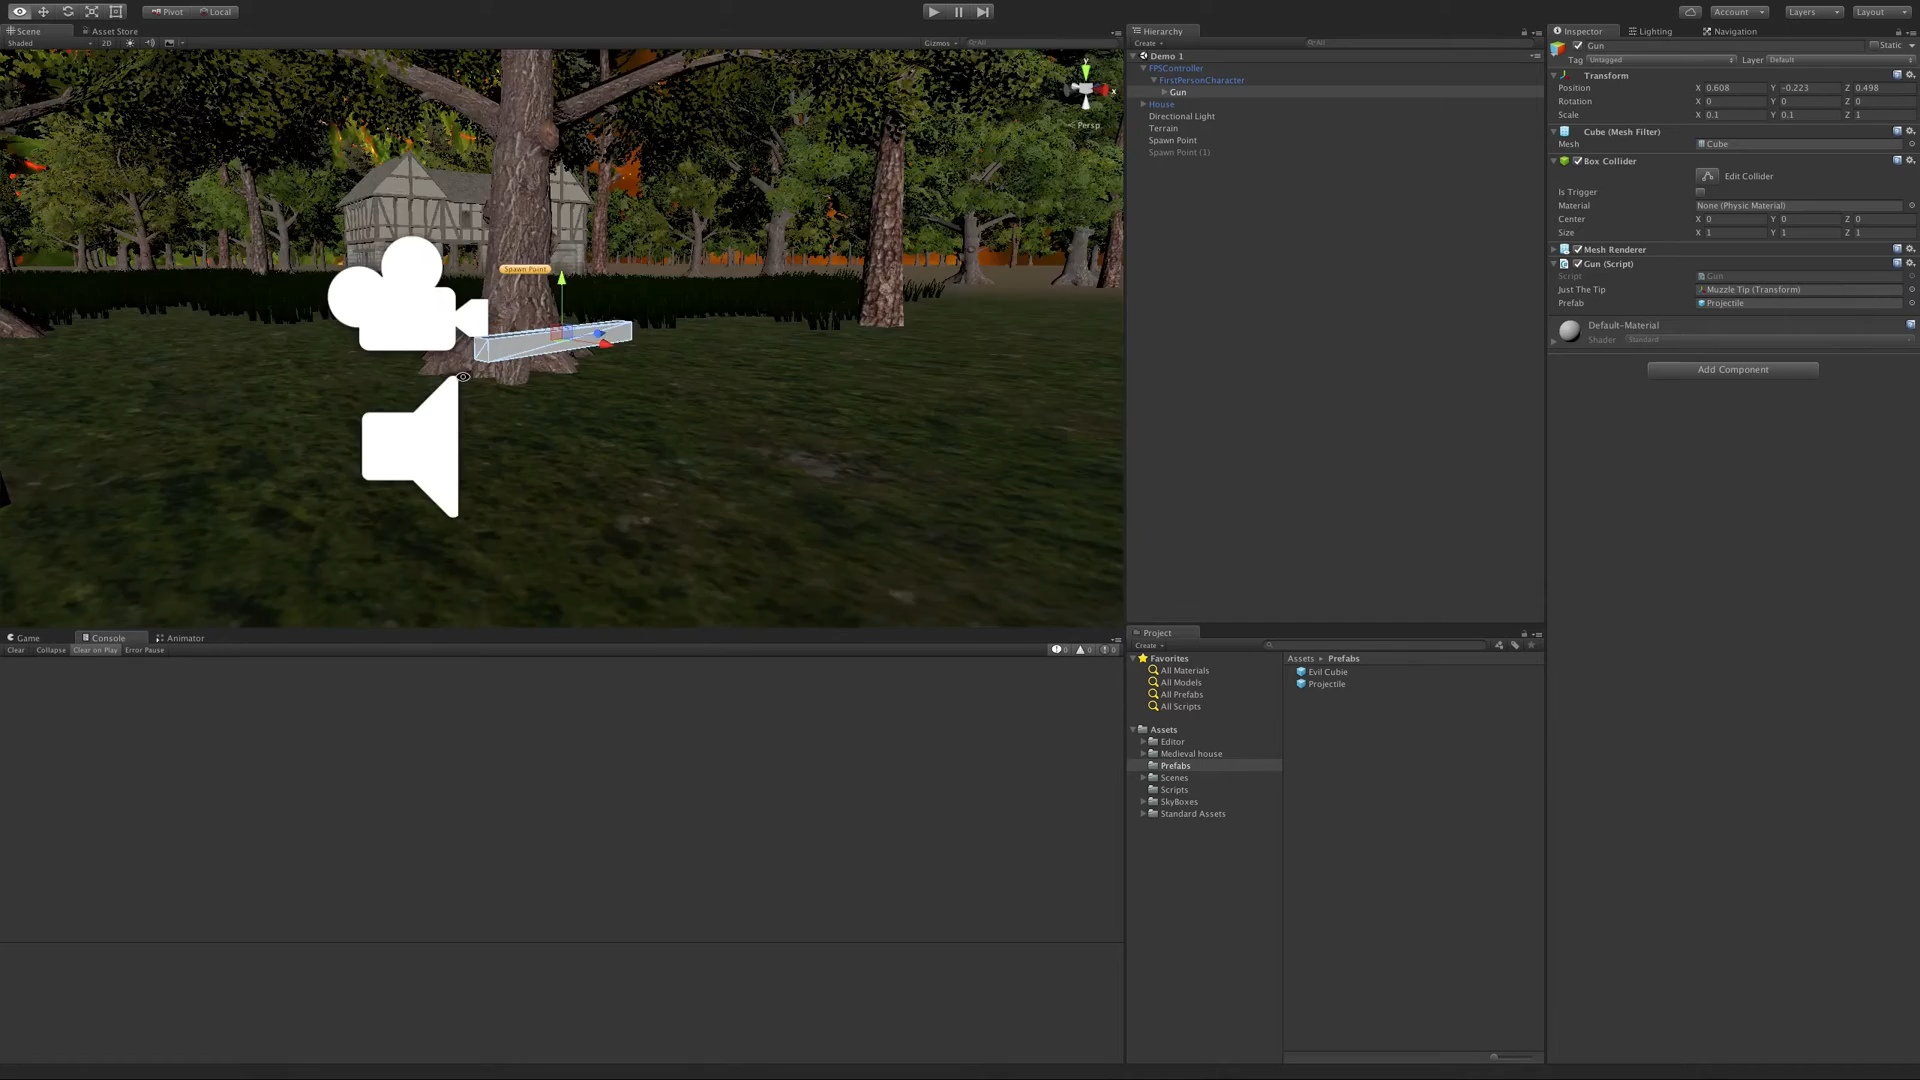 Pivot Local
Account Layers Layout
Scene Asset Store
Shaded 2D Gizmos All
y
x
Persp
Spawn Point
Game Console Animator
Clear Collapse Clear on Play Error Pause 0 0 0
Hierarchy
Create All
Demo 1
FPSController
FirstPersonCharacter
Gun
House
Directional Light
Terrain
Spawn Point
Spawn Point (1)
Project
Create
Favorites
All Materials
All Models
All Prefabs
All Scripts
Assets
Editor
Medieval house
Prefabs
Scenes
Scripts
SkyBoxes
Standard Assets
Assets Prefabs
Evil Cubie
Projectile
Inspector Lighting Navigation
Gun Static
Tag Untagged Layer Default
Transform
Position X 0.608 Y -0.223 Z 0.498
Rotation X 0 Y 0 Z 0
Scale X 0.1 Y 0.1 Z 1
Cube (Mesh Filter)
Mesh Cube
Box Collider
Edit Collider
Is Trigger
Material None (Physic Material)
Center X 0 Y 0 Z 0
Size X 1 Y 1 Z 1
Mesh Renderer
Gun (Script)
Script Gun
Just The Tip Muzzle Tip (Transform)
Prefab Projectile
Default-Material
Shader Standard
Add Component